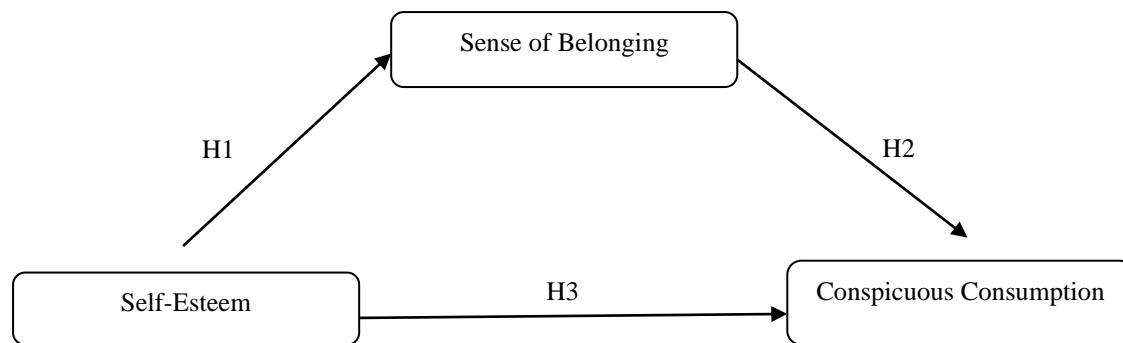 Sense of Belonging
H1
H2
Self-Esteem
H3
Conspicuous Consumption